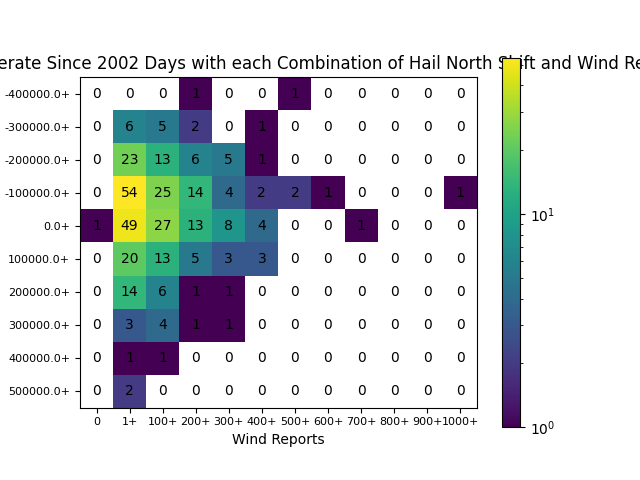 erate Since 2002 Days with each Combination of Hail North Shift and Wind Re
-400000.0+ 0 0 0 1 0 0 1 0 0 0 0 0
-300000.0+ 0 6 5 2 0 1 0 0 0 0 0 0
-200000.0+ 0 23 13 6 5 1 0 0 0 0 0 0
-100000.0+ 0 54 25 14 4 2 2 1 0 0 0 1
0.0+ 1 49 27 13 8 4 0 0 1 0 0 0
100000.0+ 0 20 13 5 3 3 0 0 0 0 0 0
200000.0+ 0 14 6 1 1 0 0 0 0 0 0 0
300000.0+ 0 3 4 1 1 0 0 0 0 0 0 0
400000.0+ 0 1 1 0 0 0 0 0 0 0 0 0
500000.0+ 0 2 0 0 0 0 0 0 0 0 0 0
0 1+ 100+ 200+ 300+ 400+ 500+ 600+ 700+ 800+ 900+ 1000+
Wind Reports
10¹
10⁰